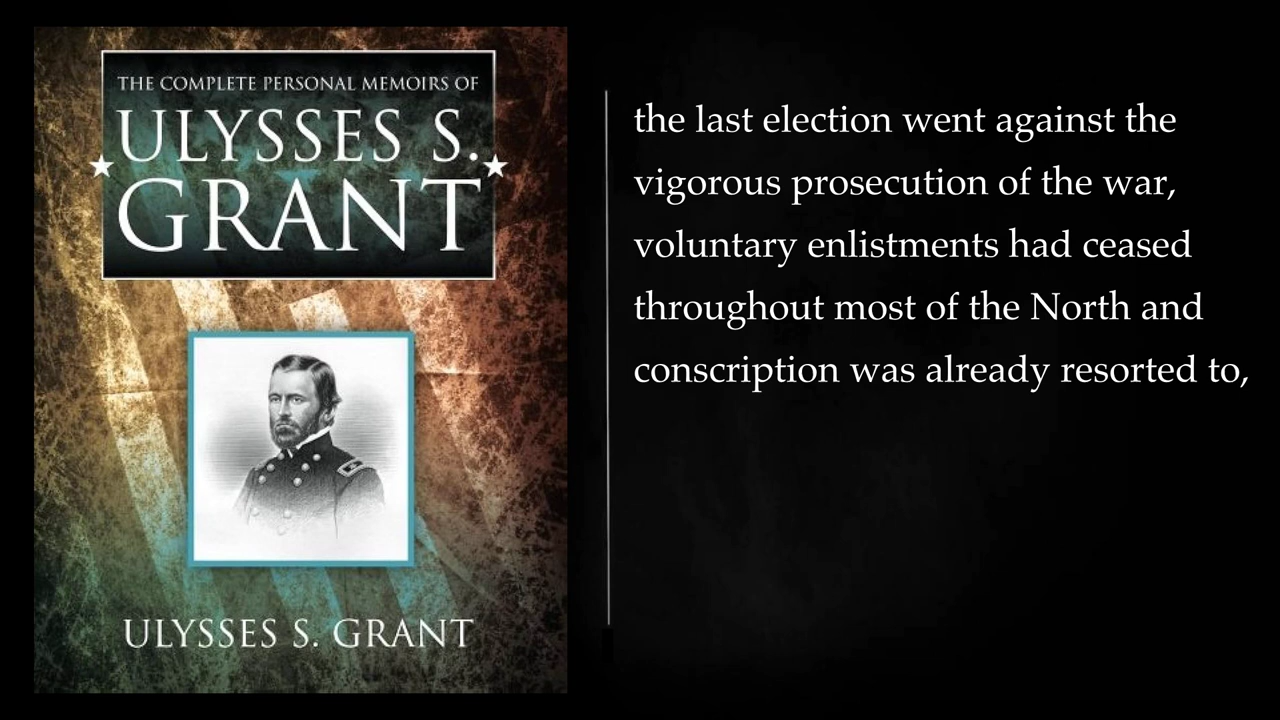 THE COMPLETE PERSONAL MEMOIRS OF
ULYSSES S.
GRANT
ULYSSES S. GRANT
the last election went against the
vigorous prosecution of the war,
voluntary enlistments had ceased
throughout most of the North and
conscription was already resorted to,